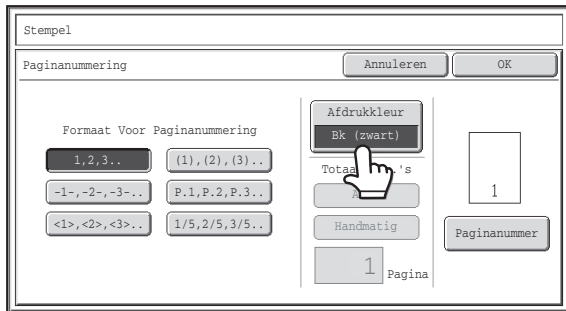 Stempel
Paginanummering
Annuleren
OK
Formaat Voor Paginanummering
1,2,3..
(1),(2),(3)..
-1-,-2-,-3-..
P.1,P.2,P.3..
<1>,<2>,<3>..
1/5,2/5,3/5..
Afdrukkleur
Bk (zwart)
's
Handmatig
1 Pagina
1
Paginanummer